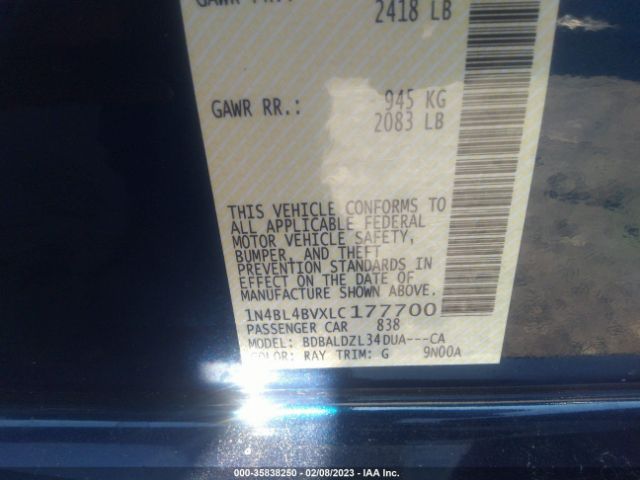 GAWR FR.:
2418 LB
GAWR RR.: 945 KG
2083 LB
THIS VEHICLE CONFORMS TO
ALL APPLICABLE FEDERAL
MOTOR VEHICLE SAFETY,
BUMPER, AND THEFT
PREVENTION STANDARDS IN
EFFECT ON THE DATE OF
MANUFACTURE SHOWN ABOVE.
1N4BL4BVXLC177700
PASSENGER CAR 838
MODEL: BDBALDZL34DUA---CA
COLOR: RAY TRIM: G 9N00A
000-35838250 - 02/08/2023 - IAA Inc.